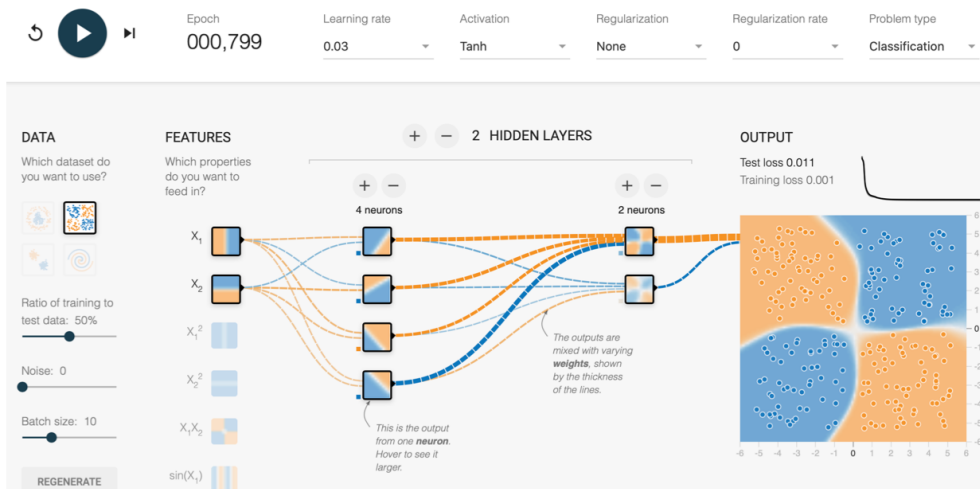 Epoch
000,799
Learning rate
0.03
Activation
Tanh
Regularization
None
Regularization rate
0
Problem type
Classification
DATA
Which dataset do
you want to use?
Ratio of training to
test data: 50%
Noise: 0
Batch size: 10
REGENERATE
FEATURES
Which properties
do you want to
feed in?
X₁
X₂
X₁²
X₂²
X₁X₂
sin(X₁)
2 HIDDEN LAYERS
4 neurons
2 neurons
This is the output
from one neuron.
Hover to see it
larger.
The outputs are
mixed with varying
weights, shown
by the thickness
of the lines.
OUTPUT
Test loss 0.011
Training loss 0.001
6
5
4
3
2
1
0
-1
-2
-3
-4
-5
-6
-6 -5 -4 -3 -2 -1 0 1 2 3 4 5 6